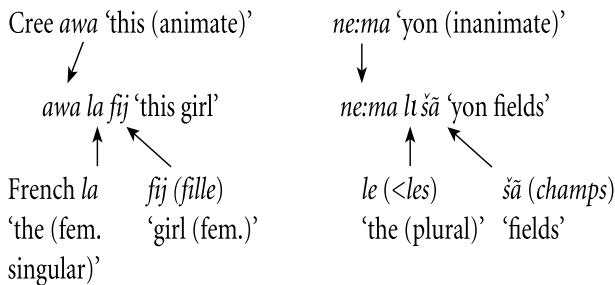 Cree awa ‘this (animate)’ ne:ma ‘yon (inanimate)’
awa la fij ‘this girl’ ne:ma lɪ šã ‘yon fields’
French la fij (fille) le (<les) šã (champs)
‘the (fem. ‘girl (fem.)’ ‘the (plural)’ ‘fields’
singular)’